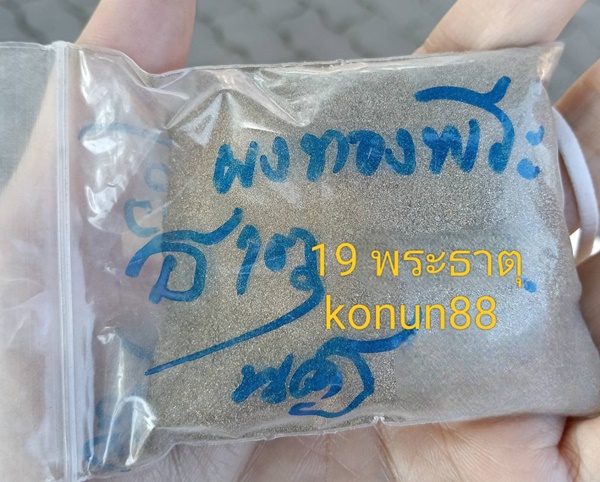 ผงทองพระ
ธาตุ
19 พระธาตุ
konun88